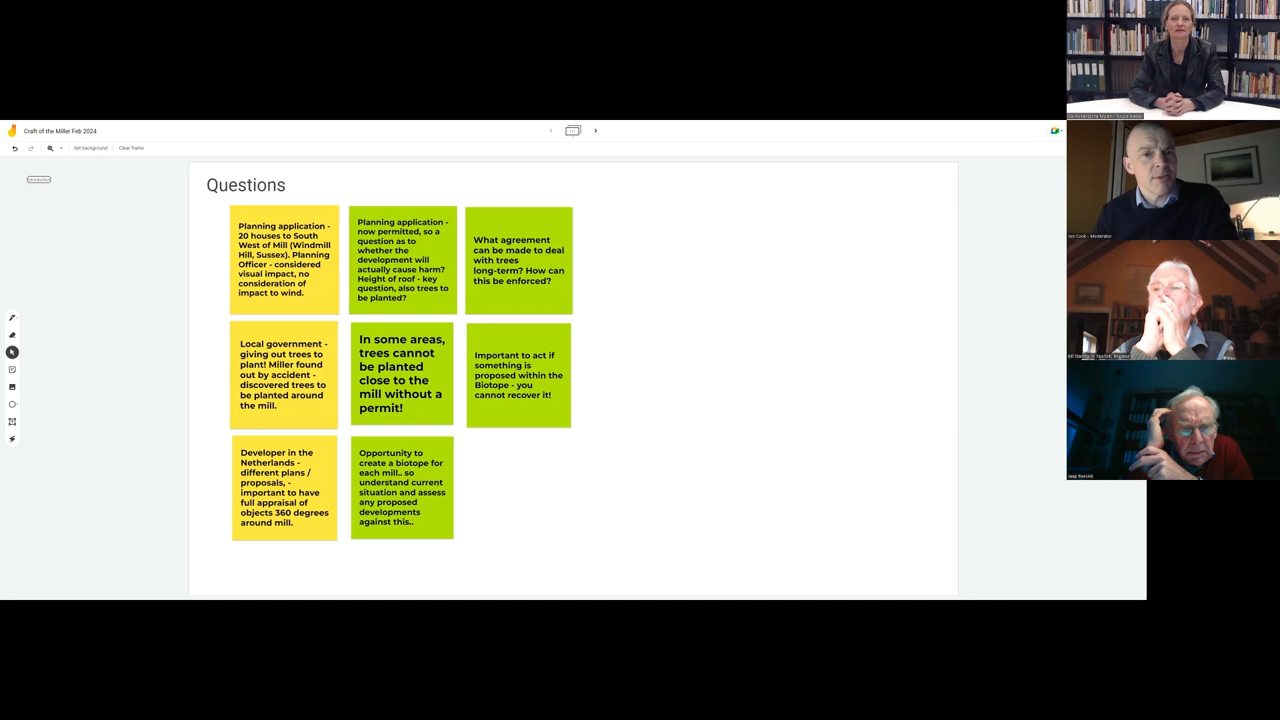 Craft of the Miller Feb 2024
Set background
Clear frame
Questions
Planning application -
20 houses to South
West of Mill (Windmill
Hill, Sussex). Planning
Officer - considered
visual impact, no
consideration of
impact to wind.
Planning application -
now permitted, so a
question as to
whether the
development will
actually cause harm?
Height of roof - key
question, also trees to
be planted?
What agreement
can be made to deal
with trees
long-term? How can
this be enforced?
Local government -
giving out trees to
plant! Miller found
out by accident -
discovered trees to
be planted around
the mill.
In some areas,
trees cannot
be planted
close to the
mill without a
permit!
Important to act if
something is
proposed within the
Biotope - you
cannot recover it!
Developer in the
Netherlands -
different plans /
proposals, -
important to have
full appraisal of
objects 360 degrees
around mill.
Opportunity to
create a biotope for
each mill.. so
understand current
situation and assess
any proposed
developments
against this..
Jon Cook - Moderator
Norfolk, England
Jaap